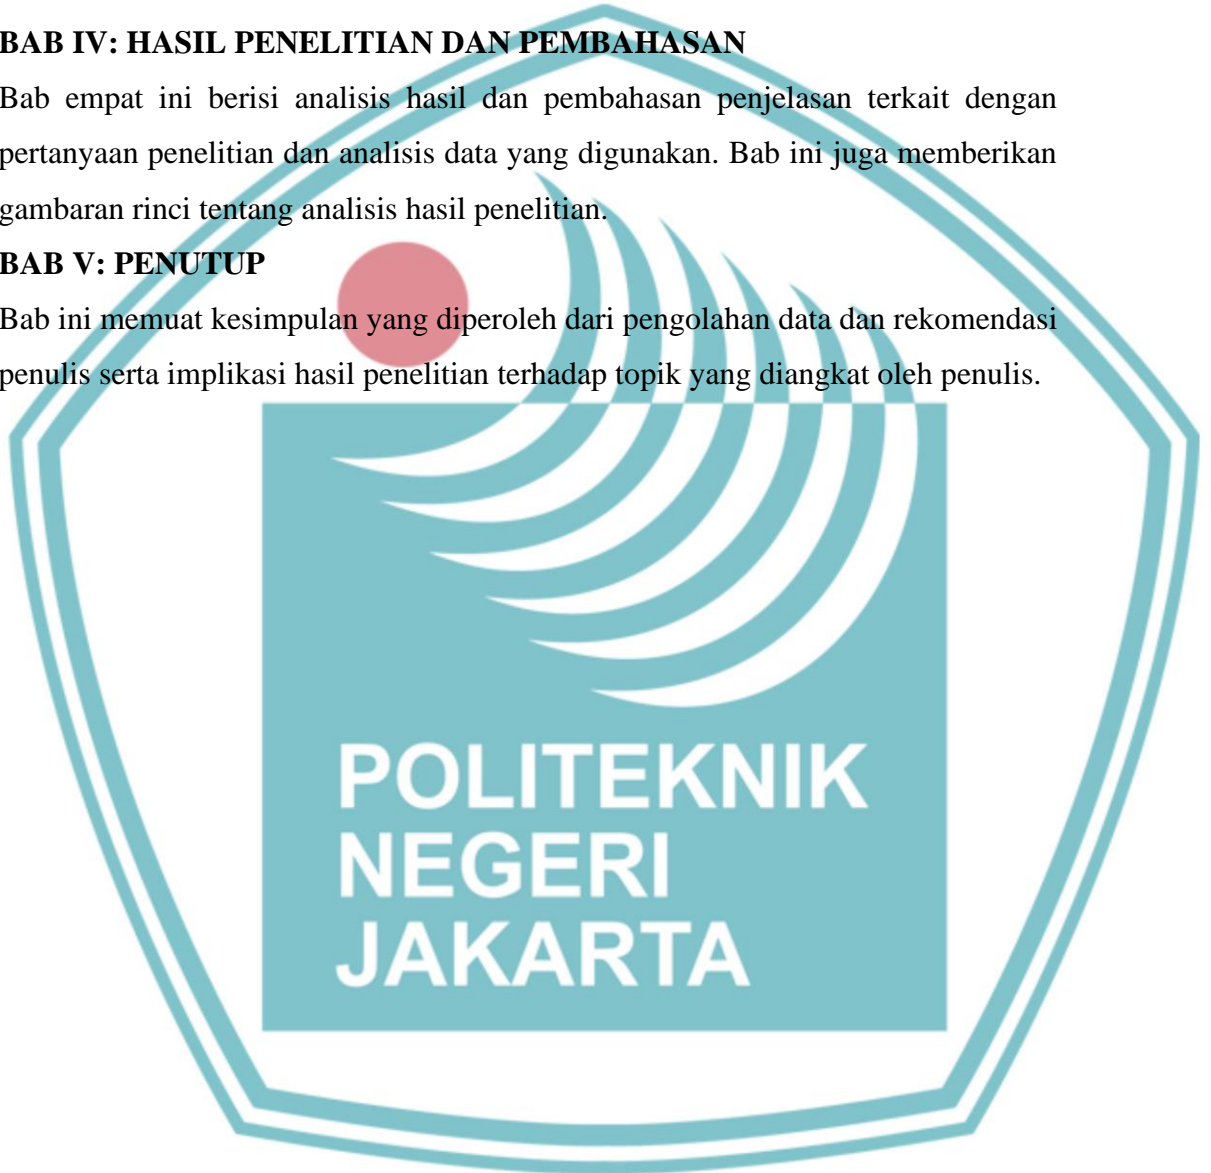 BAB IV: HASIL PENELITIAN DAN PEMBAHASAN
Bab empat ini berisi analisis hasil dan pembahasan penjelasan terkait dengan
pertanyaan penelitian dan analisis data yang digunakan. Bab ini juga memberikan
gambaran rinci tentang analisis hasil penelitian.
BAB V: PENUTUP
Bab ini memuat kesimpulan yang diperoleh dari pengolahan data dan rekomendasi
penulis serta implikasi hasil penelitian terhadap topik yang diangkat oleh penulis.
POLITEKNIK
NEGERI
JAKARTA